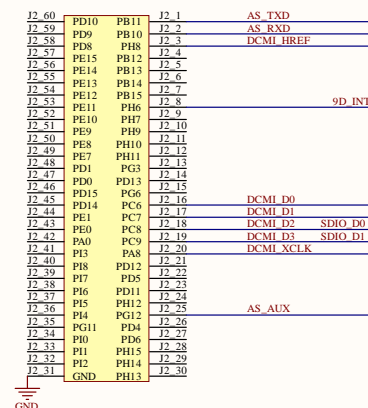 J2_60 PD10 PB11 J2_1 AS_TXD
J2_59 PD9 PB10 J2_2 AS_RXD
J2_58 PD8 PH8 J2_3 DCMI_HREF
J2_57 PE15 PB12 J2_4
J2_56 PE14 PB13 J2_5
J2_55 PE13 PB14 J2_6
J2_54 PE12 PB15 J2_7
J2_53 PE11 PH6 J2_8 9D_INT
J2_52 PE10 PH7 J2_9
J2_51 PE9 PH9 J2_10
J2_50 PE8 PH10 J2_11
J2_49 PE7 PH11 J2_12
J2_48 PD1 PG3 J2_13
J2_47 PD0 PD13 J2_14
J2_46 PD15 PG6 J2_15
J2_45 PD14 PC6 J2_16 DCMI_D0
J2_44 PE1 PC7 J2_17 DCMI_D1
J2_43 PE0 PC8 J2_18 DCMI_D2 SDIO_D0
J2_42 PA0 PC9 J2_19 DCMI_D3 SDIO_D1
J2_41 PI3 PA8 J2_20 DCMI_XCLK
J2_40 PI8 PD12 J2_21
J2_39 PI7 PD5 J2_22
J2_38 PI6 PD11 J2_23
J2_37 PI5 PH12 J2_24
J2_36 PI4 PG12 J2_25 AS_AUX
J2_35 PG11 PD4 J2_26
J2_34 PI0 PD6 J2_27
J2_33 PI1 PH15 J2_28
J2_32 PI2 PH14 J2_29
J2_31 GND PH13 J2_30
GND